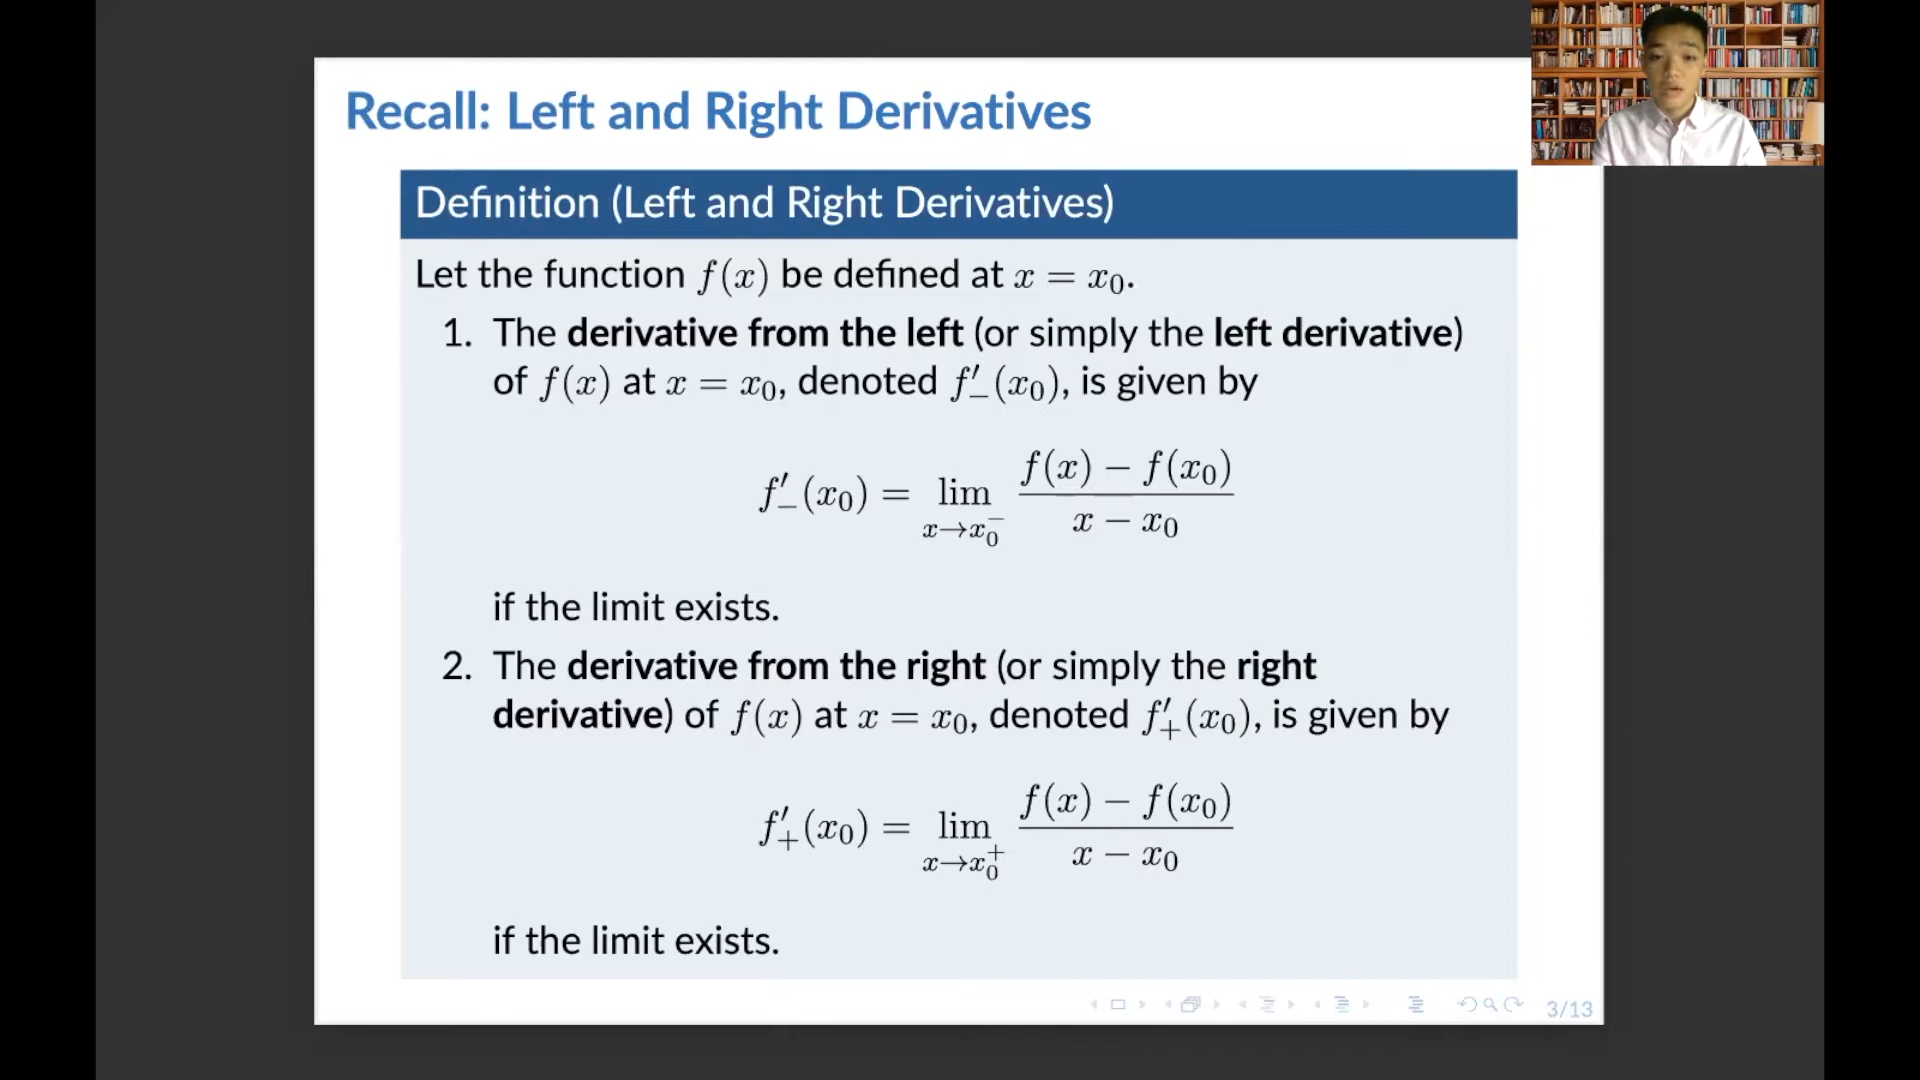 Recall: Left and Right Derivatives
Definition (Left and Right Derivatives)
Let the function f(x) be defined at x = x₀.
1. The derivative from the left (or simply the left derivative)
of f(x) at x = x₀, denoted f′₋(x₀), is given by
f′₋(x₀) = lim_{x→x₀⁻} (f(x) − f(x₀)) / (x − x₀)
if the limit exists.
2. The derivative from the right (or simply the right
derivative) of f(x) at x = x₀, denoted f′₊(x₀), is given by
f′₊(x₀) = lim_{x→x₀⁺} (f(x) − f(x₀)) / (x − x₀)
if the limit exists.
3/13